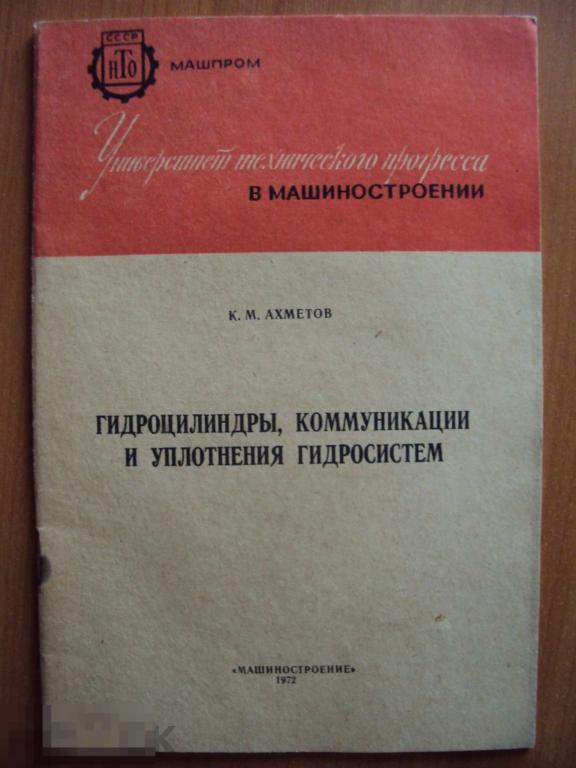 СССР
НТО
МАШПРОМ
Университет технического прогресса
В МАШИНОСТРОЕНИИ
К. М. АХМЕТОВ
ГИДРОЦИЛИНДРЫ, КОММУНИКАЦИИ
И УПЛОТНЕНИЯ ГИДРОСИСТЕМ
«МАШИНОСТРОЕНИЕ»
1972